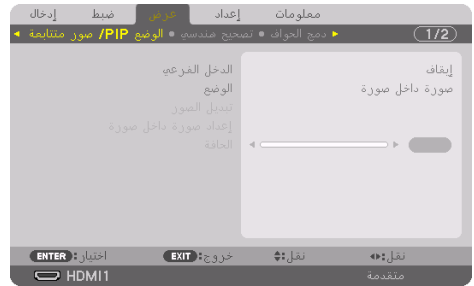 إدخال ضبط عرض إعداد معلومات
◄ الوضع PIP/ صور متتابعة • تصحيح هندسي • دمج الحواف ► 1/2
الدخل الفرعي إيقاف
الوضع صورة داخل صورة
تبديل الصور
إعداد صورة داخل صورة
الحافة
ENTER: اختيار EXIT: خروج نقل: نقل:
HDMI1 متقدمة